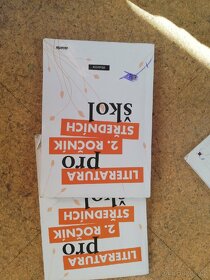 LITERATURA
pro
2. ROČNÍK
STŘEDNÍCH
škol
LITERATURA
pro
2. ROČNÍK
STŘEDNÍCH